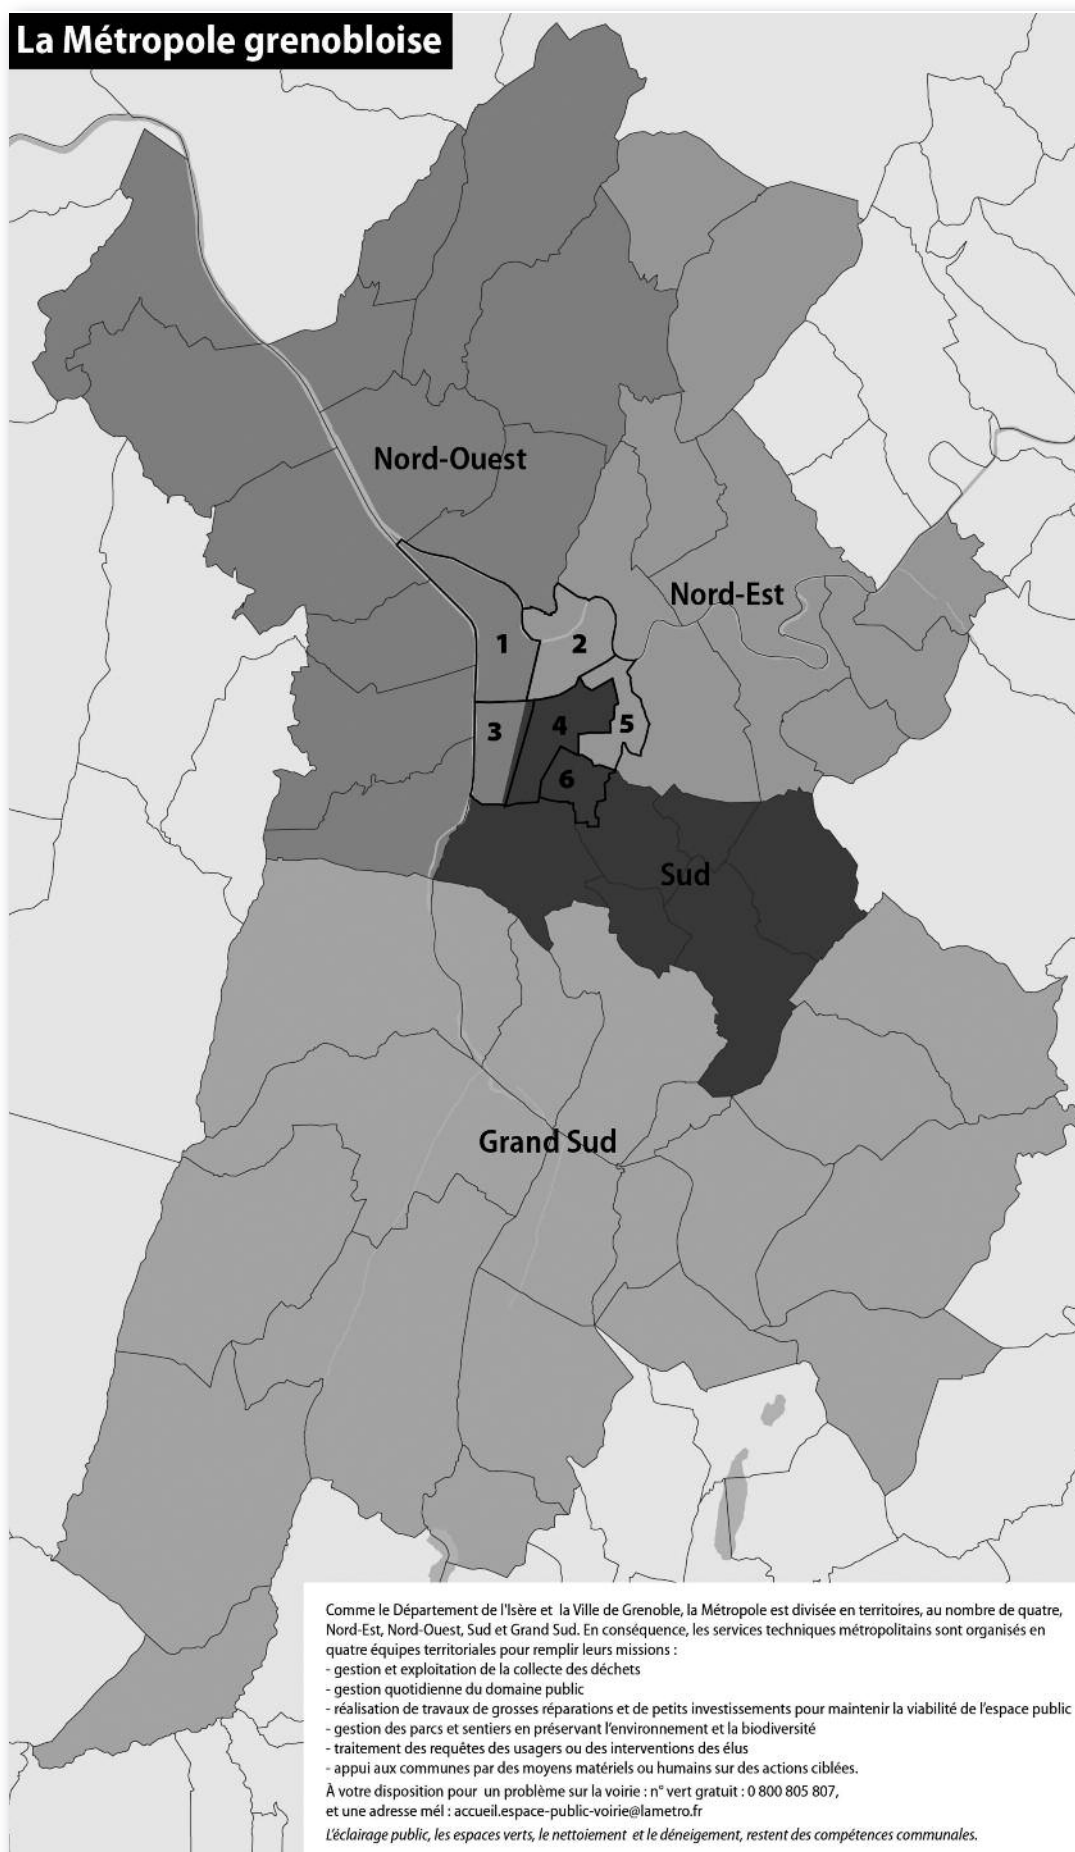 La Métropole grenobloise
Nord-Ouest
Nord-Est
1
2
3
4
5
6
Sud
Grand Sud
Comme le Département de l'Isère et la Ville de Grenoble, la Métropole est divisée en territoires, au nombre de quatre,
Nord-Est, Nord-Ouest, Sud et Grand Sud. En conséquence, les services techniques métropolitains sont organisés en
quatre équipes territoriales pour remplir leurs missions :
- gestion et exploitation de la collecte des déchets
- gestion quotidienne du domaine public
- réalisation de travaux de grosses réparations et de petits investissements pour maintenir la viabilité de l'espace public
- gestion des parcs et sentiers en préservant l'environnement et la biodiversité
- traitement des requêtes des usagers ou des interventions des élus
- appui aux communes par des moyens matériels ou humains sur des actions ciblées.
À votre disposition pour un problème sur la voirie : n° vert gratuit : 0 800 805 807,
et une adresse mél : accueil.espace-public-voirie@lametro.fr
L'éclairage public, les espaces verts, le nettoiement et le déneigement, restent des compétences communales.